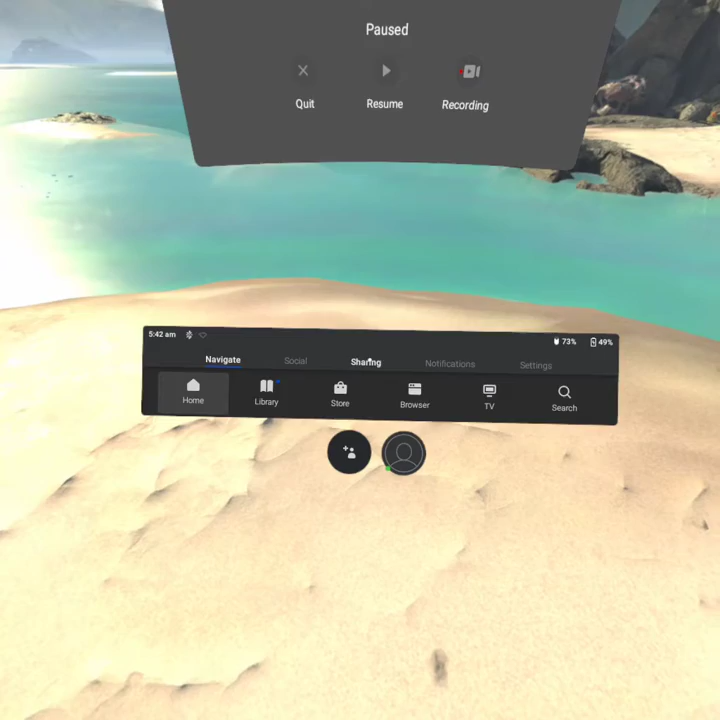 Paused
Quit Resume Recording
5:42 am 73% 49%
Navigate Social Sharing Notifications Settings
Home Library Store Browser TV Search